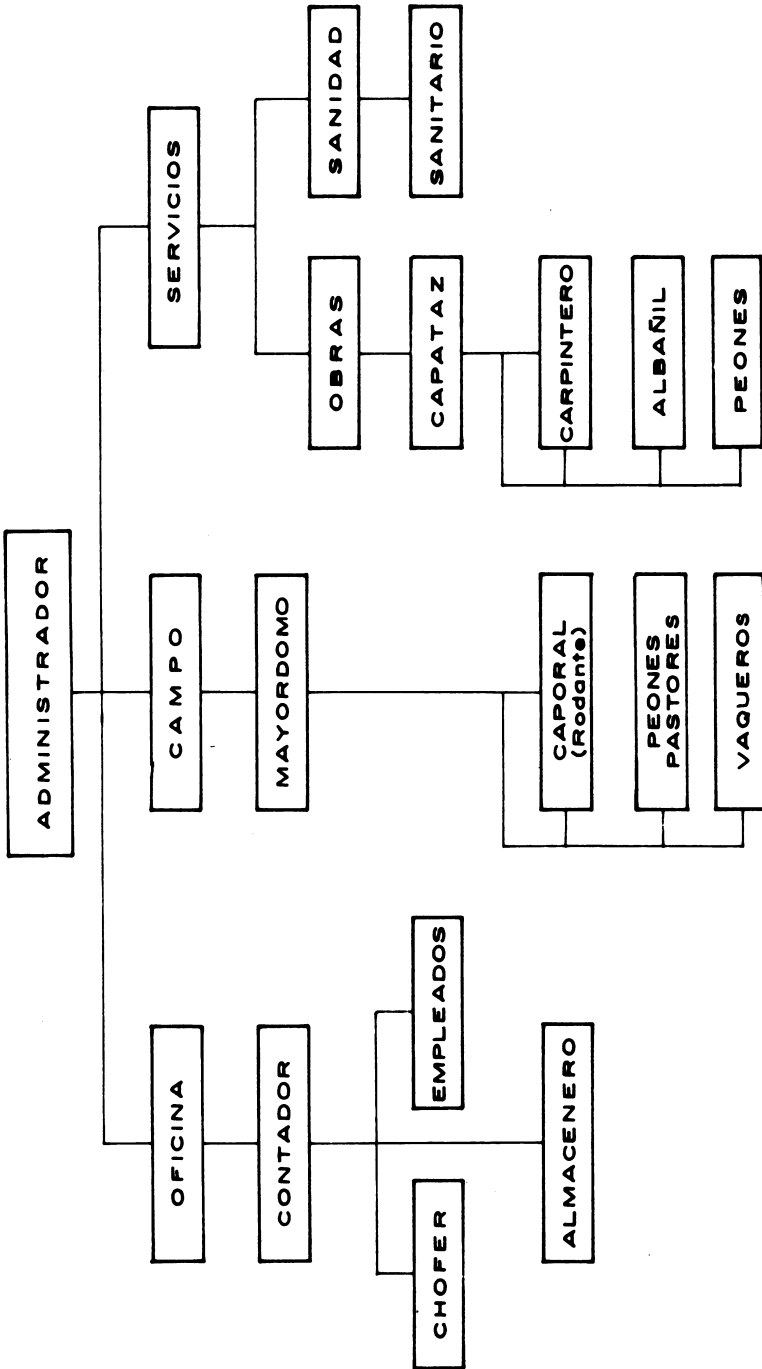 ADMINISTRADOR
OFICINA
CAMPO
SERVICIOS
CONTADOR
MAYORDOMO
OBRAS
SANIDAD
CHOFER
EMPLEADOS
CAPATAZ
SANITARIO
ALMACENERO
CAPORAL
(Rodante)
CARPINTERO
PEONES
PASTORES
ALBAÑIL
VAQUEROS
PEONES